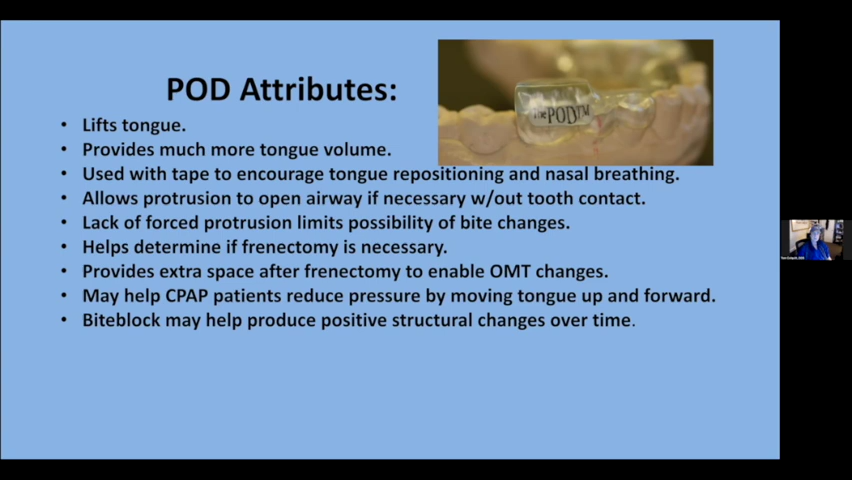 POD Attributes:
• Lifts tongue.
• Provides much more tongue volume.
• Used with tape to encourage tongue repositioning and nasal breathing.
• Allows protrusion to open airway if necessary w/out tooth contact.
• Lack of forced protrusion limits possibility of bite changes.
• Helps determine if frenectomy is necessary.
• Provides extra space after frenectomy to enable OMT changes.
• May help CPAP patients reduce pressure by moving tongue up and forward.
• Biteblock may help produce positive structural changes over time.
The POD TM